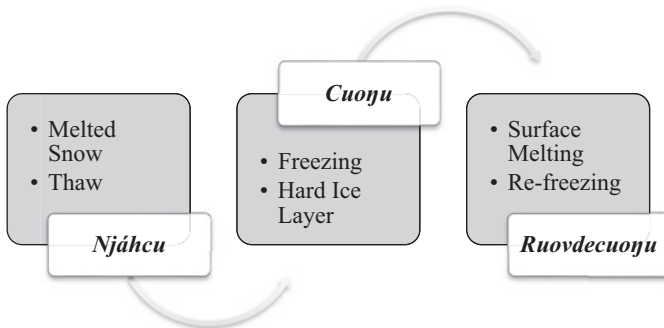 • Melted
Snow
• Thaw
Njáhcu
Cuoŋu
• Freezing
• Hard Ice
Layer
• Surface
Melting
• Re-freezing
Ruovdecuoŋu